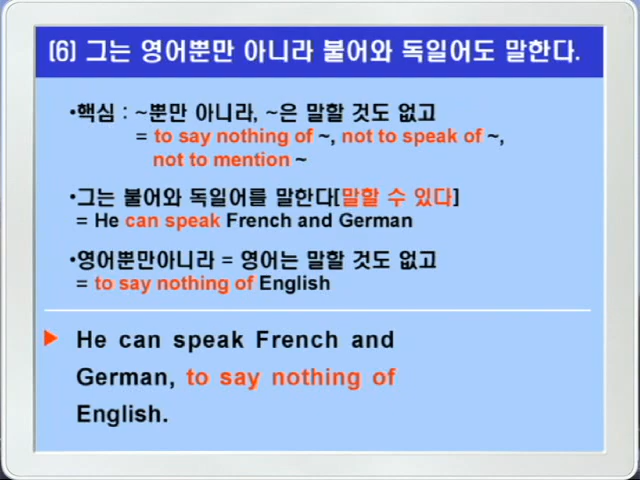 (6) 그는 영어뿐만 아니라 불어와 독일어도 말한다.
•핵심 : ~뿐만 아니라, ~은 말할 것도 없고
= to say nothing of ~, not to speak of ~,
not to mention ~
•그는 불어와 독일어를 말한다[말할 수 있다]
= He can speak French and German
•영어뿐만아니라 = 영어는 말할 것도 없고
= to say nothing of English
He can speak French and
German, to say nothing of
English.